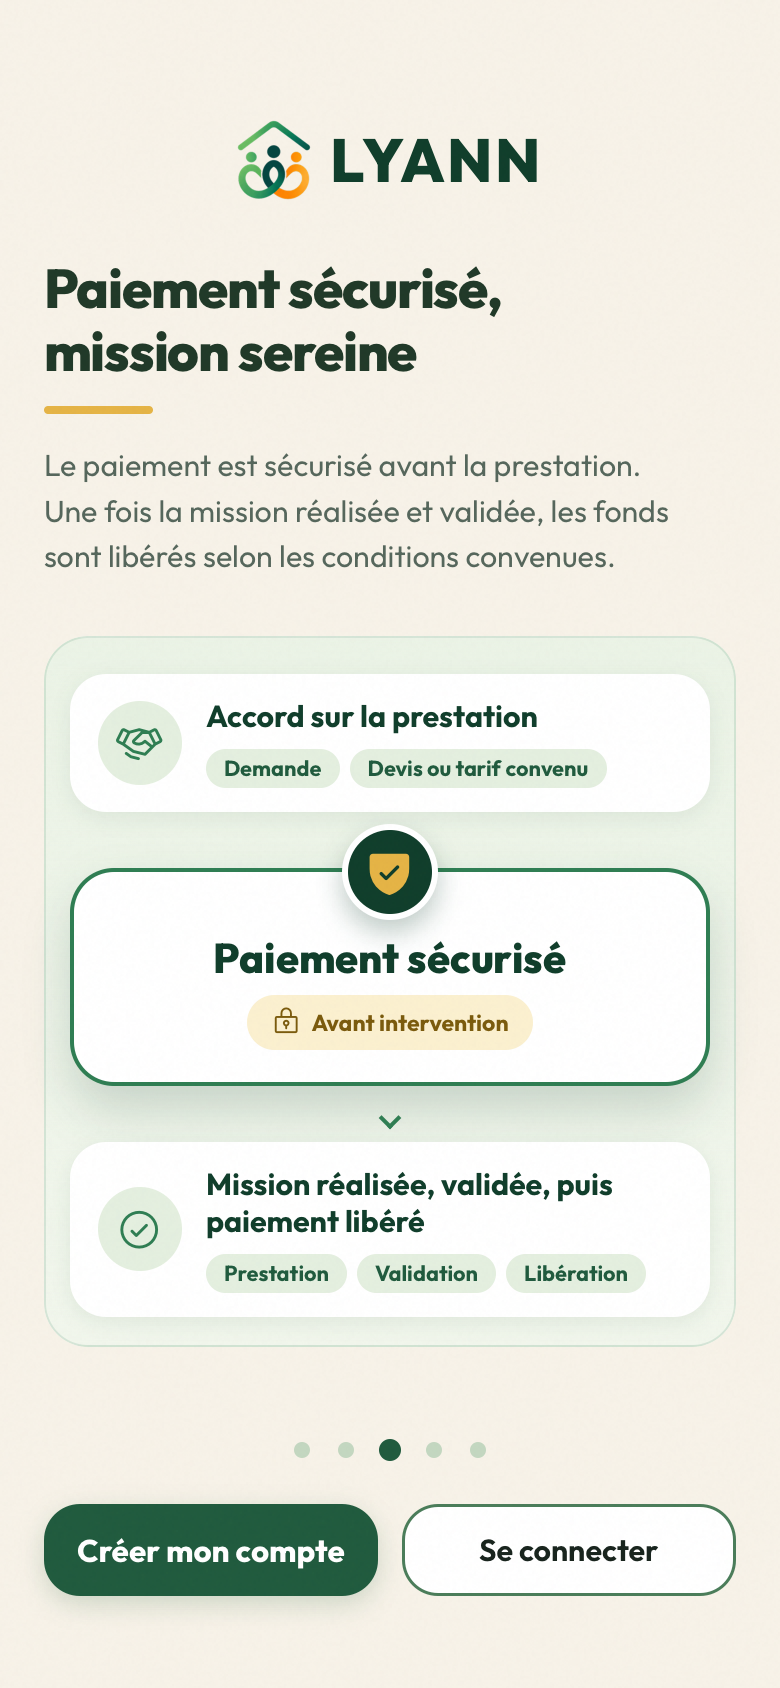 LYANN
Paiement sécurisé,
mission sereine
Le paiement est sécurisé avant la prestation.
Une fois la mission réalisée et validée, les fonds
sont libérés selon les conditions convenues.
Accord sur la prestation
Demande Devis ou tarif convenu
Paiement sécurisé
Avant intervention
Mission réalisée, validée, puis
paiement libéré
Prestation Validation Libération
Créer mon compte Se connecter